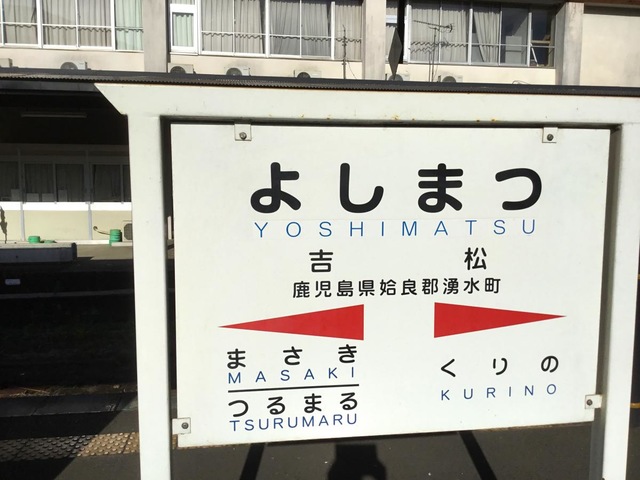 よしまつ
YOSHIMATSU
吉松
鹿児島県姶良郡湧水町
まさき
MASAKI
つるまる
TSURUMARU
くりの
KURINO